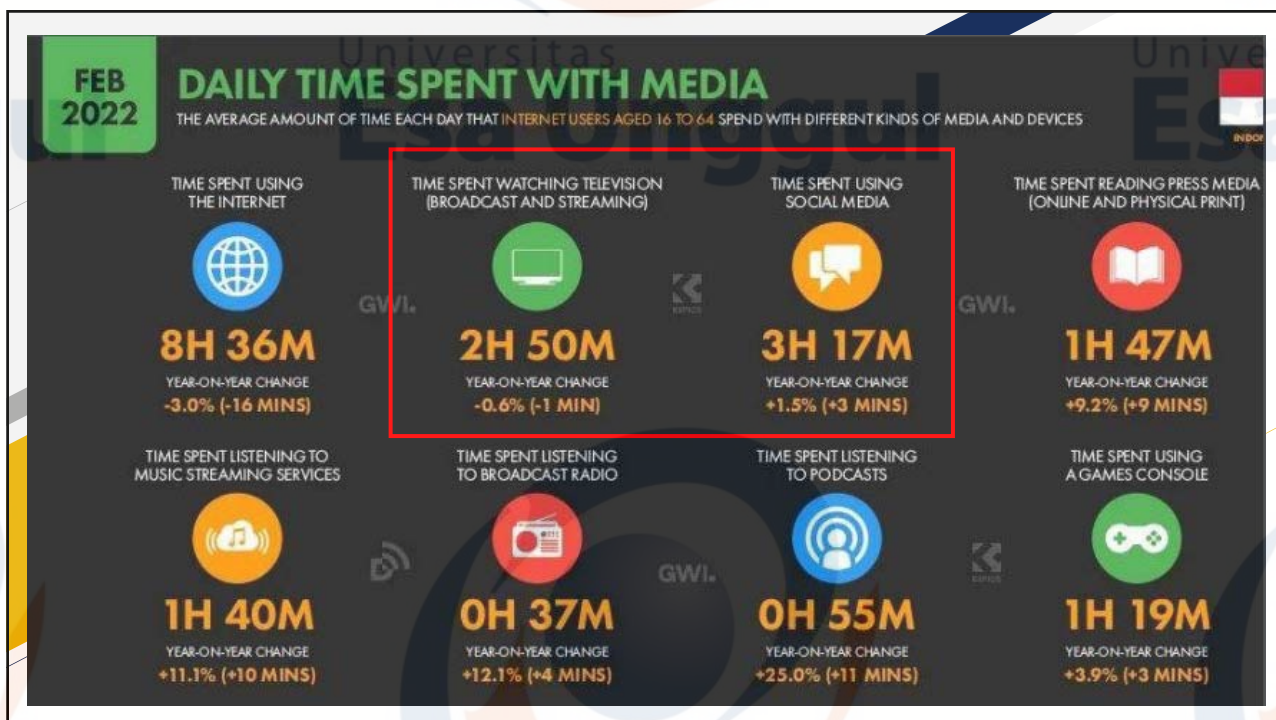 Universitas
Esa Unggul
FEB
2022
DAILY TIME SPENT WITH MEDIA
THE AVERAGE AMOUNT OF TIME EACH DAY THAT INTERNET USERS AGED 16 TO 64 SPEND WITH DIFFERENT KINDS OF MEDIA AND DEVICES
TIME SPENT USING
THE INTERNET
8H 36M
YEAR-ON-YEAR CHANGE
-3.0% (-16 MINS)
TIME SPENT WATCHING TELEVISION
(BROADCAST AND STREAMING)
2H 50M
YEAR-ON-YEAR CHANGE
-0.6% (-1 MIN)
TIME SPENT USING
SOCIAL MEDIA
3H 17M
YEAR-ON-YEAR CHANGE
+1.5% (+3 MINS)
TIME SPENT READING PRESS MEDIA
(ONLINE AND PHYSICAL PRINT)
1H 47M
YEAR-ON-YEAR CHANGE
+9.2% (+9 MINS)
GWI.
KEPIOS
GWI.
TIME SPENT LISTENING TO
MUSIC STREAMING SERVICES
1H 40M
YEAR-ON-YEAR CHANGE
+11.1% (+10 MINS)
TIME SPENT LISTENING
TO BROADCAST RADIO
0H 37M
YEAR-ON-YEAR CHANGE
+12.1% (+4 MINS)
TIME SPENT LISTENING
TO PODCASTS
0H 55M
YEAR-ON-YEAR CHANGE
+25.0% (+11 MINS)
TIME SPENT USING
A GAMES CONSOLE
1H 19M
YEAR-ON-YEAR CHANGE
+3.9% (+3 MINS)
GWI.
KEPIOS